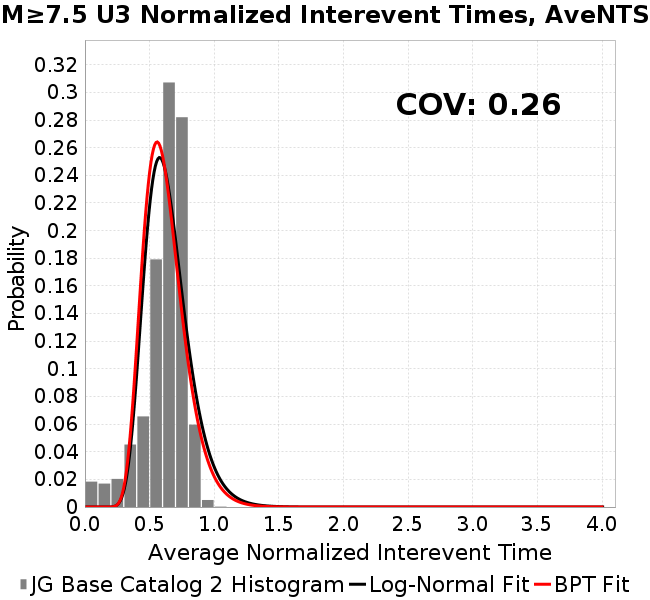 M≥7.5 U3 Normalized Interevent Times, AveNTS
COV: 0.26
Probability
0.32
0.3
0.28
0.26
0.24
0.22
0.2
0.18
0.16
0.14
0.12
0.1
0.08
0.06
0.04
0.02
0
0.0 0.5 1.0 1.5 2.0 2.5 3.0 3.5 4.0
Average Normalized Interevent Time
JG Base Catalog 2 Histogram Log-Normal Fit BPT Fit